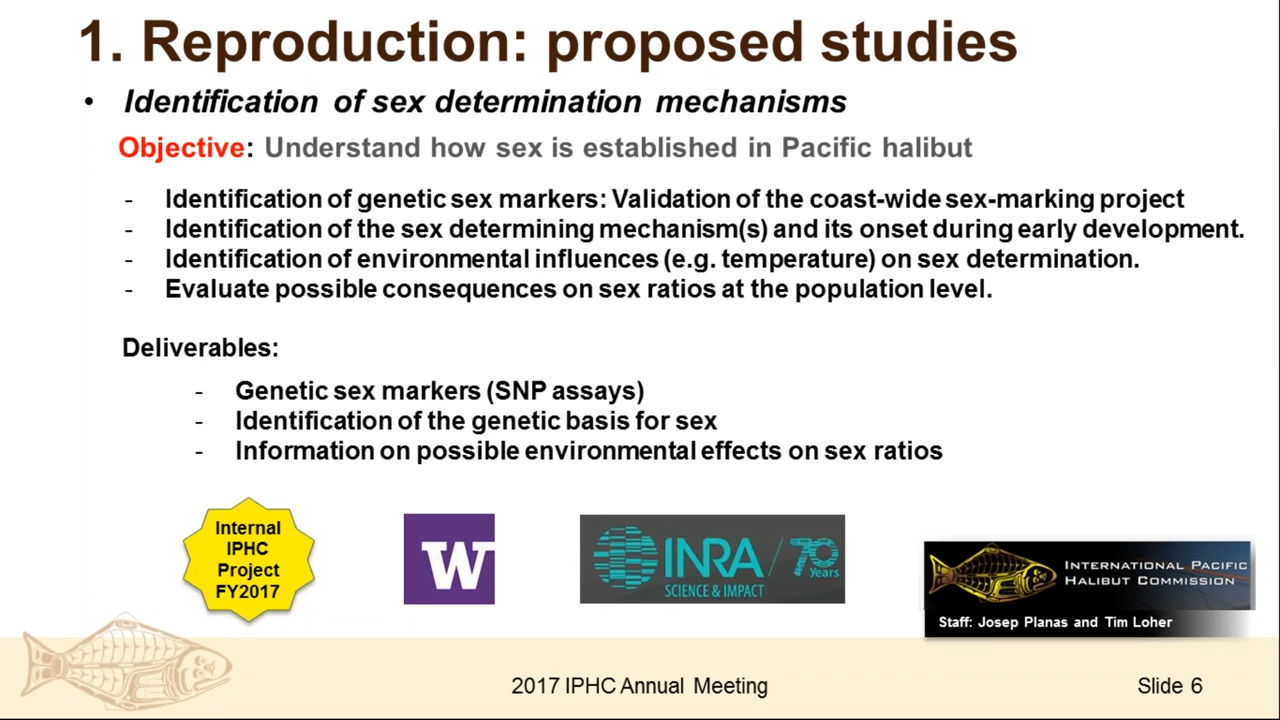 1. Reproduction: proposed studies
• Identification of sex determination mechanisms
Objective: Understand how sex is established in Pacific halibut
- Identification of genetic sex markers: Validation of the coast-wide sex-marking project
- Identification of the sex determining mechanism(s) and its onset during early development.
- Identification of environmental influences (e.g. temperature) on sex determination.
- Evaluate possible consequences on sex ratios at the population level.
Deliverables:
- Genetic sex markers (SNP assays)
- Identification of the genetic basis for sex
- Information on possible environmental effects on sex ratios
Internal
IPHC
Project
FY2017
W
INRA / 70
Years
SCIENCE & IMPACT
INTERNATIONAL PACIFIC
HALIBUT COMMISSION
Staff: Josep Planas and Tim Loher
2017 IPHC Annual Meeting
Slide 6